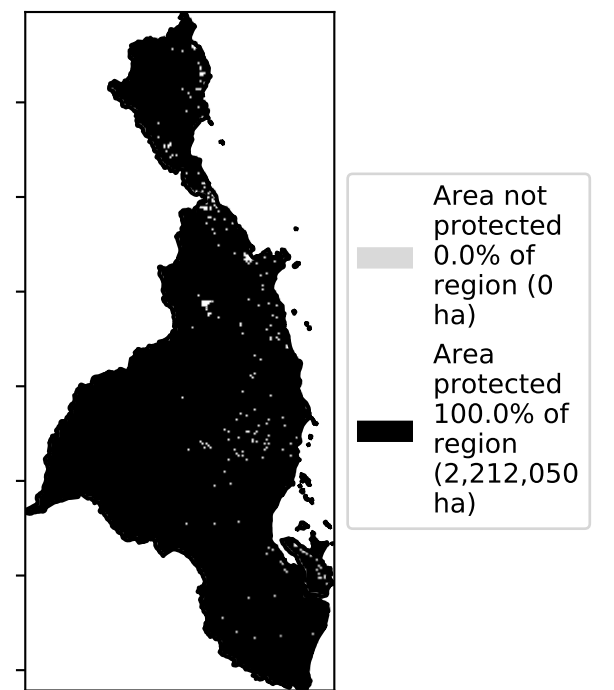 Area not
protected
0.0% of
region (0
ha)
Area
protected
100.0% of
region
(2,212,050
ha)